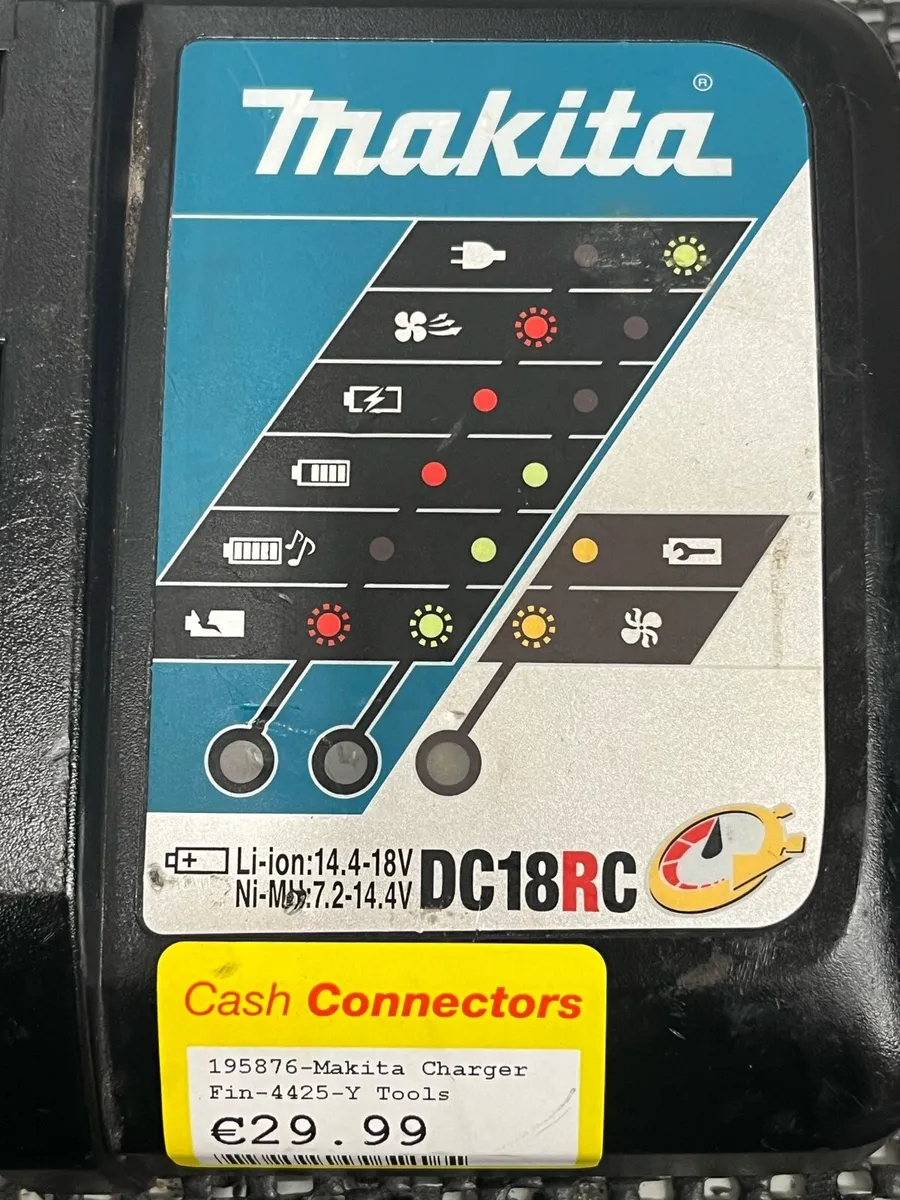 makita ®
Li-ion:14.4-18V
Ni-MH:7.2-14.4V
DC18RC
Cash Connectors
195876-Makita Charger
Fin-4425-Y Tools
€29.99